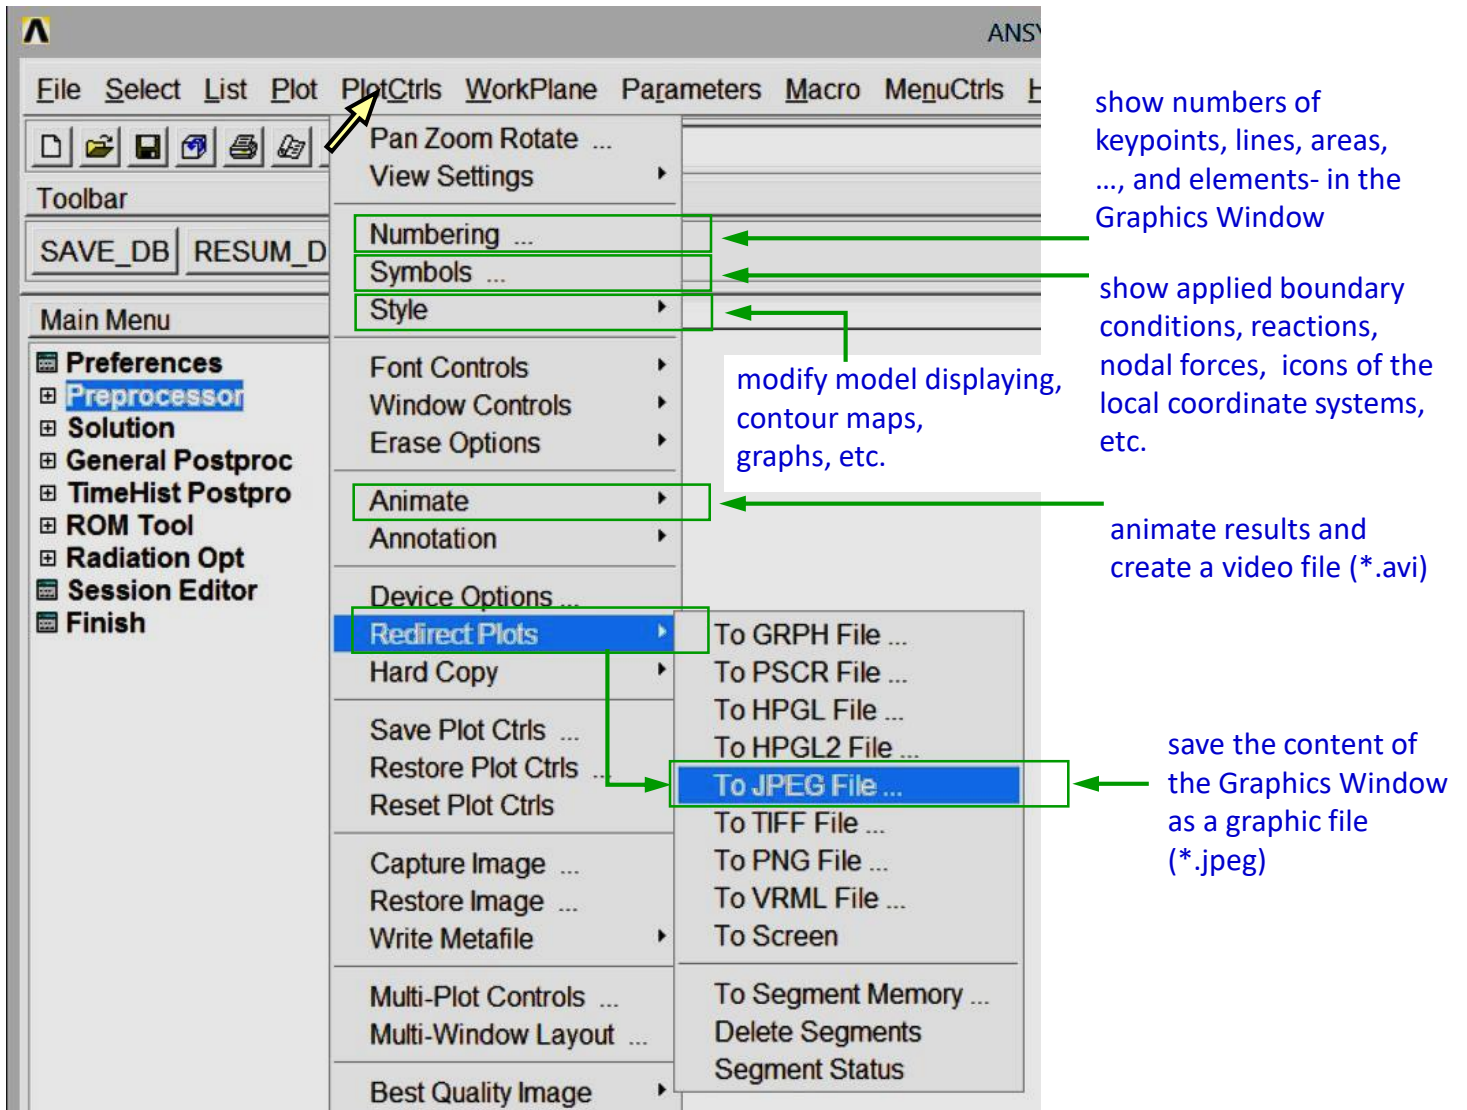 ANSY
File Select List Plot PlotCtrls WorkPlane Parameters Macro MenuCtrls H
Toolbar
SAVE_DB RESUM_D
Main Menu
Preferences
Preprocessor
Solution
General Postproc
TimeHist Postpro
ROM Tool
Radiation Opt
Session Editor
Finish
Pan Zoom Rotate ...
View Settings
Numbering ...
Symbols ...
Style
Font Controls
Window Controls
Erase Options
Animate
Annotation
Device Options ...
Redirect Plots
Hard Copy
Save Plot Ctrls ...
Restore Plot Ctrls ...
Reset Plot Ctrls
Capture Image ...
Restore Image ...
Write Metafile
Multi-Plot Controls ...
Multi-Window Layout ...
Best Quality Image
To GRPH File ...
To PSCR File ...
To HPGL File ...
To HPGL2 File ...
To JPEG File ...
To TIFF File ...
To PNG File ...
To VRML File ...
To Screen
To Segment Memory ...
Delete Segments
Segment Status
show numbers of
keypoints, lines, areas,
…, and elements- in the
Graphics Window
show applied boundary
conditions, reactions,
nodal forces, icons of the
local coordinate systems,
etc.
modify model displaying,
contour maps,
graphs, etc.
animate results and
create a video file (*.avi)
save the content of
the Graphics Window
as a graphic file
(*.jpeg)